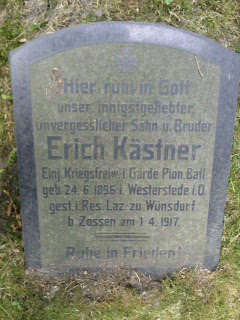 Hier ruht in Gott
unser innigstgeliebter,
unvergesslicher Sohn u. Bruder
Erich Kästner
Einj. Kriegsfreiw. i. Garde Pion. Batl.
geb. 24. 6. 1896 i. Westerstede i. O.
gest. i. Res. Laz. zu Wünsdorf
b. Zossen am 1. 4. 1917.
Ruhe in Frieden!